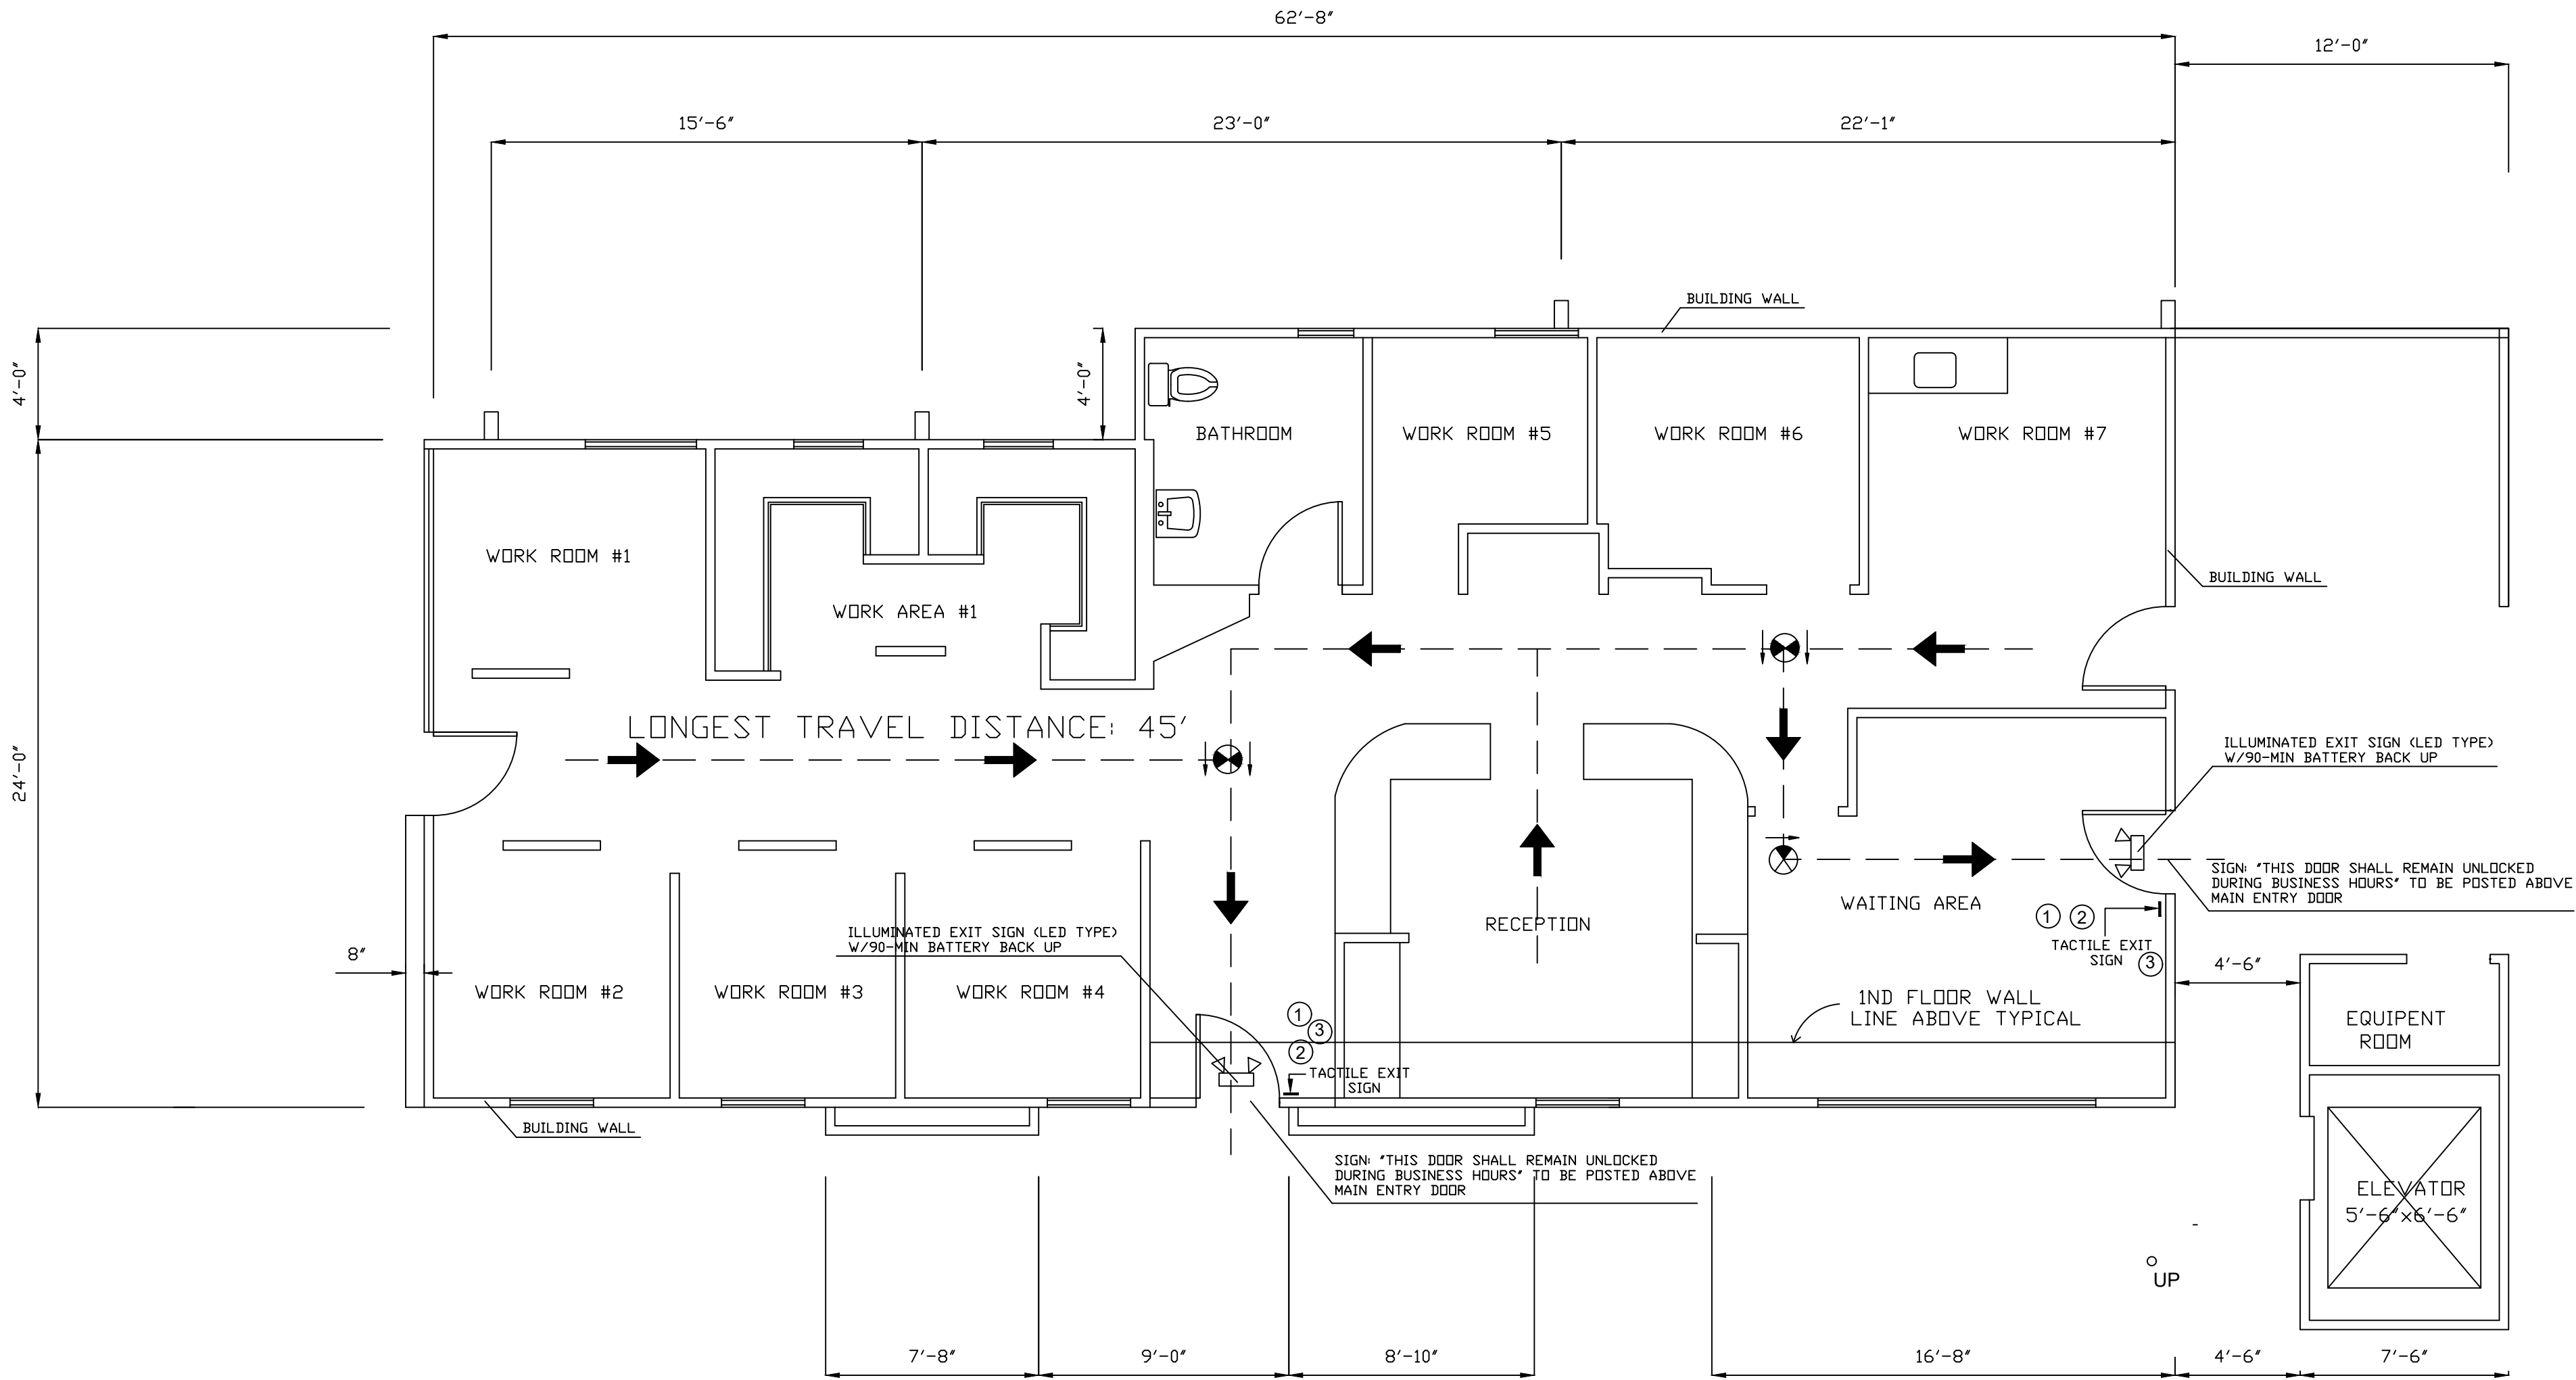 62'-8"
12'-0"
15'-6"
23'-0"
22'-1"
BUILDING WALL
4'-0"
4'-0"
BATHROOM
WORK ROOM #5
WORK ROOM #6
WORK ROOM #7
WORK ROOM #1
BUILDING WALL
WORK AREA #1
LONGEST TRAVEL DISTANCE: 45'
24'-0"
ILLUMINATED EXIT SIGN (LED TYPE)
W/90-MIN BATTERY BACK UP
SIGN: "THIS DOOR SHALL REMAIN UNLOCKED
DURING BUSINESS HOURS" TO BE POSTED ABOVE
MAIN ENTRY DOOR
WAITING AREA
1 2
TACTILE EXIT
SIGN
3
RECEPTION
ILLUMINATED EXIT SIGN (LED TYPE)
W/90-MIN BATTERY BACK UP
8"
4'-6"
WORK ROOM #2
WORK ROOM #3
WORK ROOM #4
1ND FLOOR WALL
LINE ABOVE TYPICAL
1
3
2
EQUIPENT
ROOM
TACTILE EXIT
SIGN
BUILDING WALL
SIGN: "THIS DOOR SHALL REMAIN UNLOCKED
DURING BUSINESS HOURS" TO BE POSTED ABOVE
MAIN ENTRY DOOR
ELEVATOR
5'-6"x6'-6"
UP
7'-8"
9'-0"
8'-10"
16'-8"
4'-6"
7'-6"